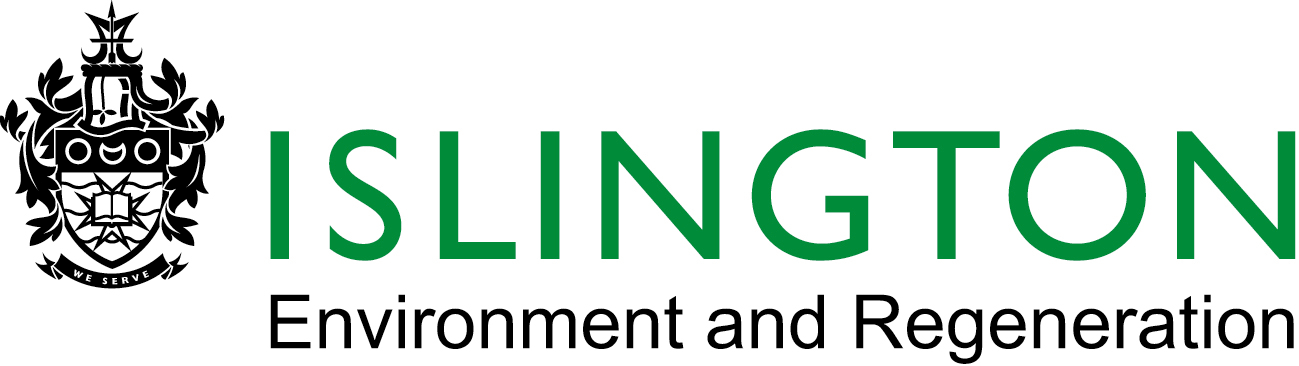 WE SERVE
ISLINGTON
Environment and Regeneration